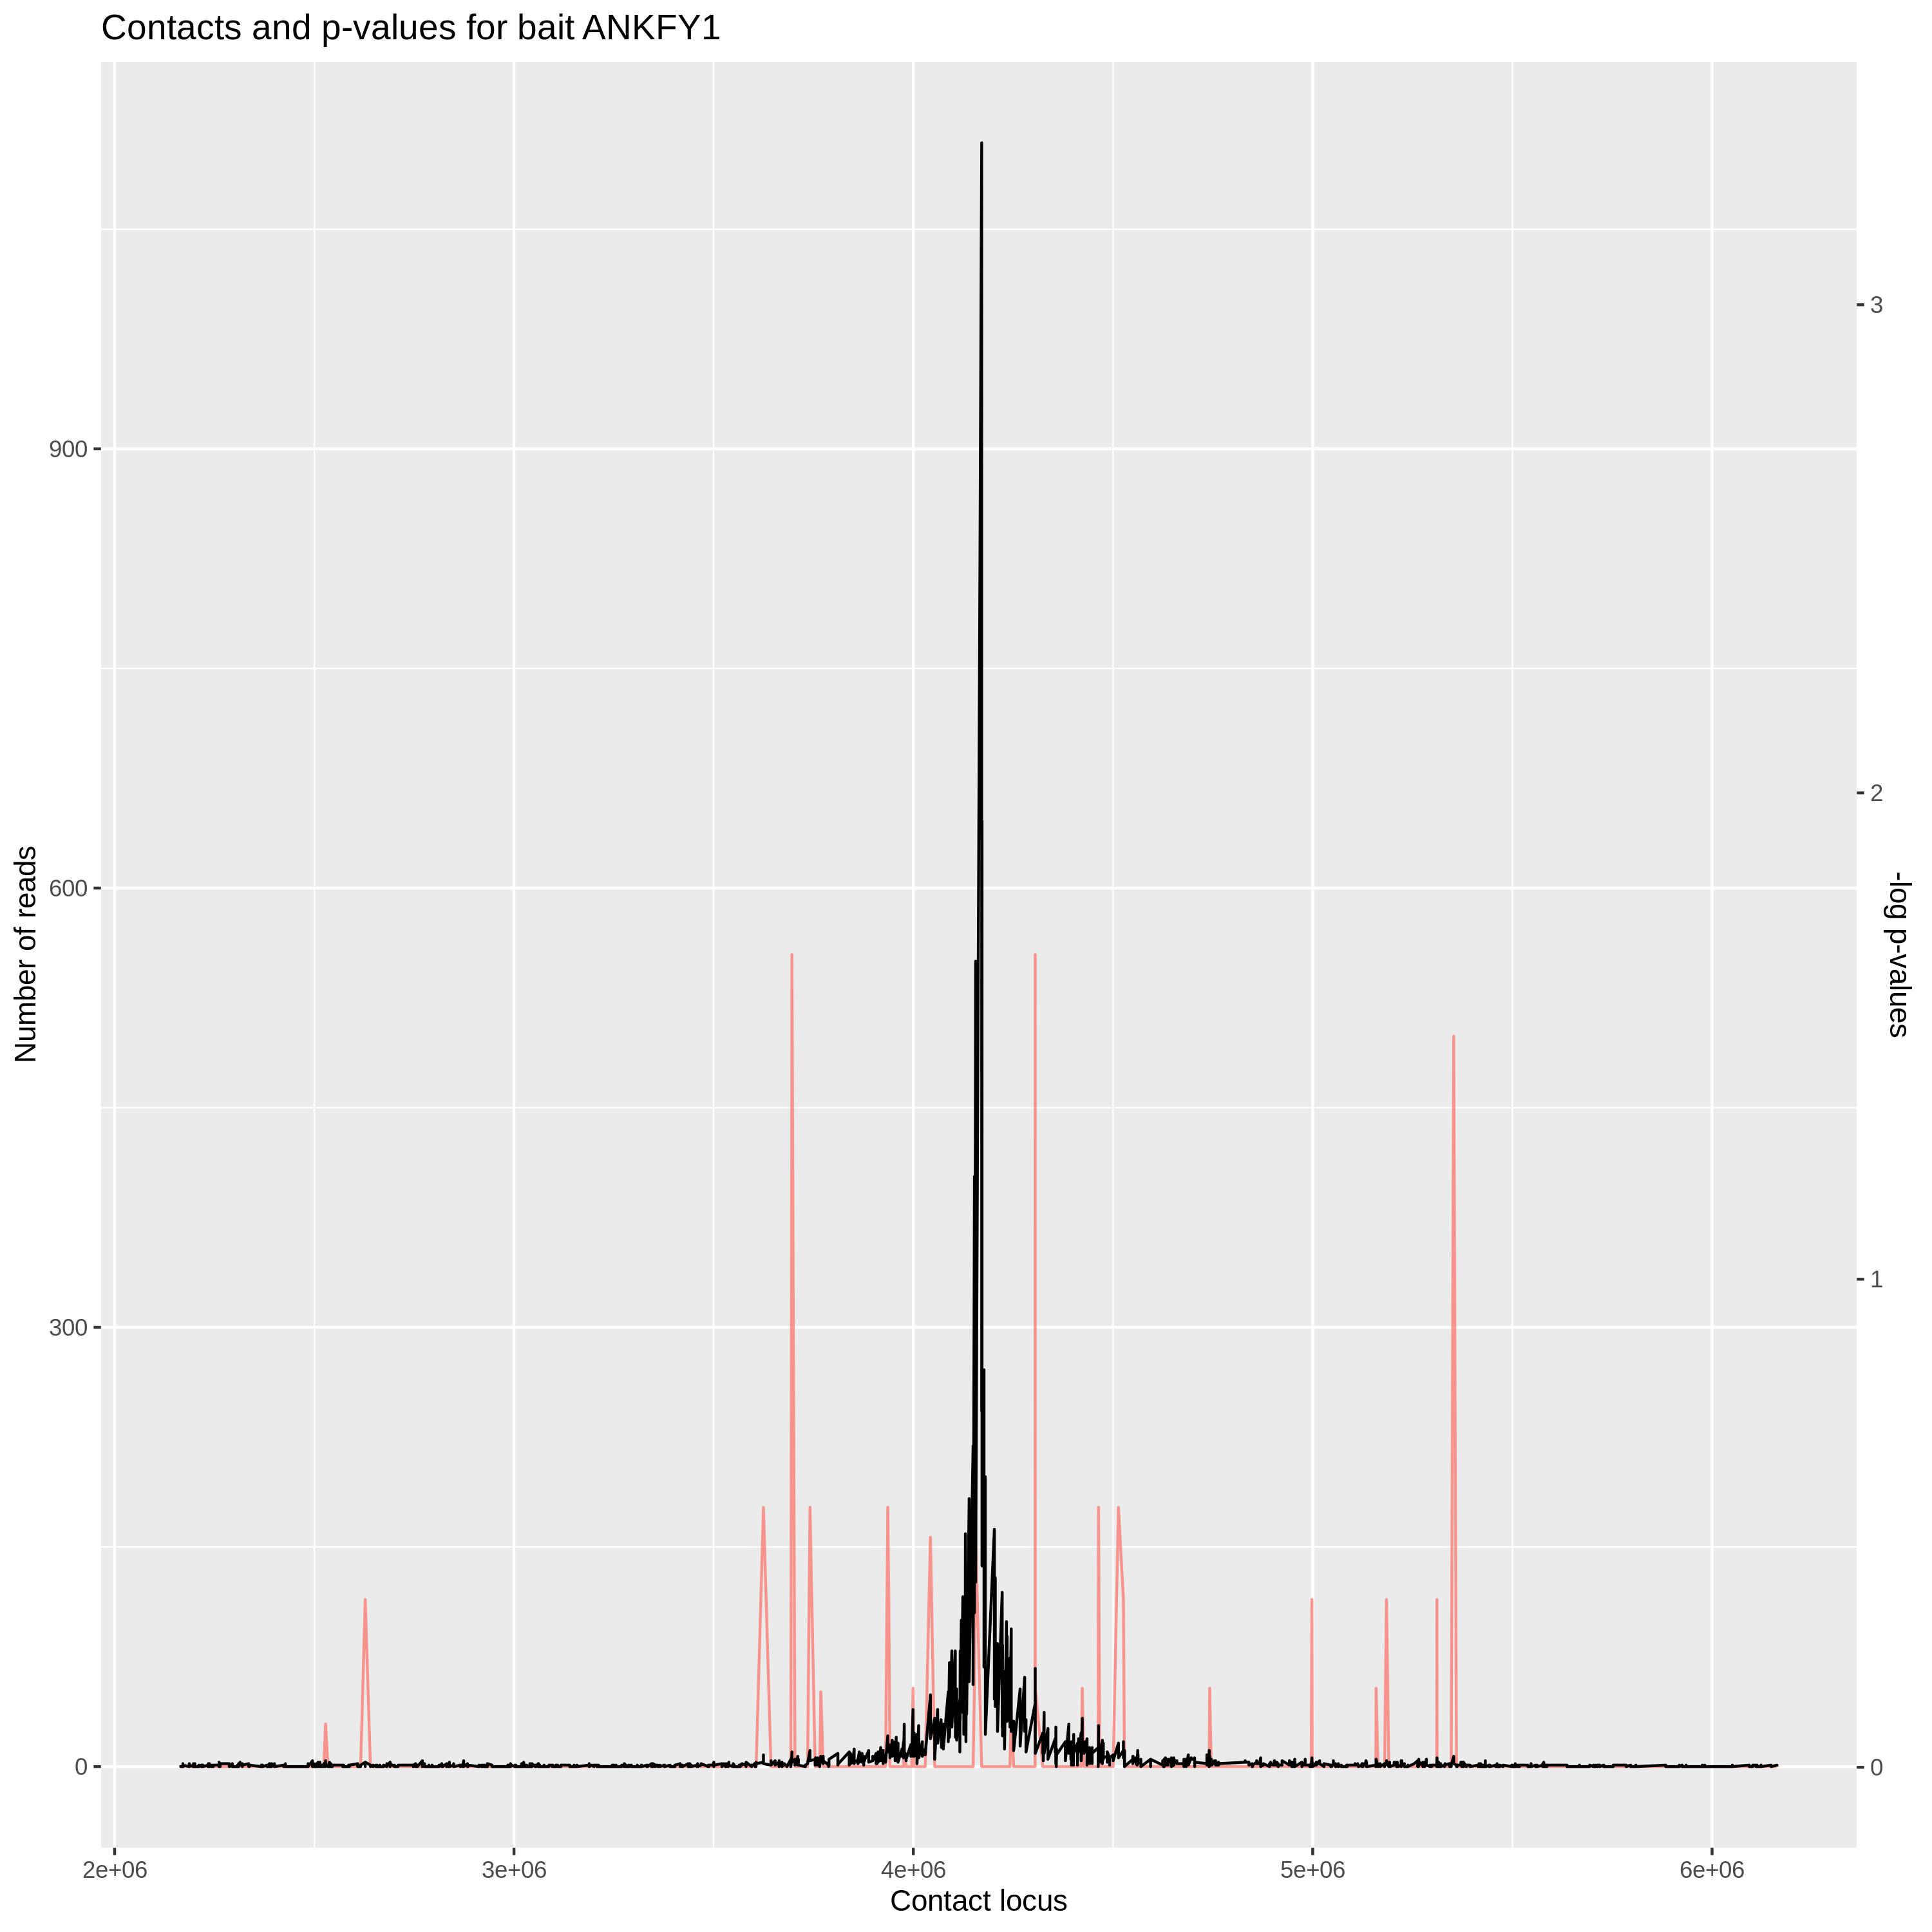 Contacts and p-values for bait ANKFY1
Number of reads
900
600
300
0
3
2
1
0
-log p-values
2e+06
3e+06
4e+06
5e+06
6e+06
Contact locus